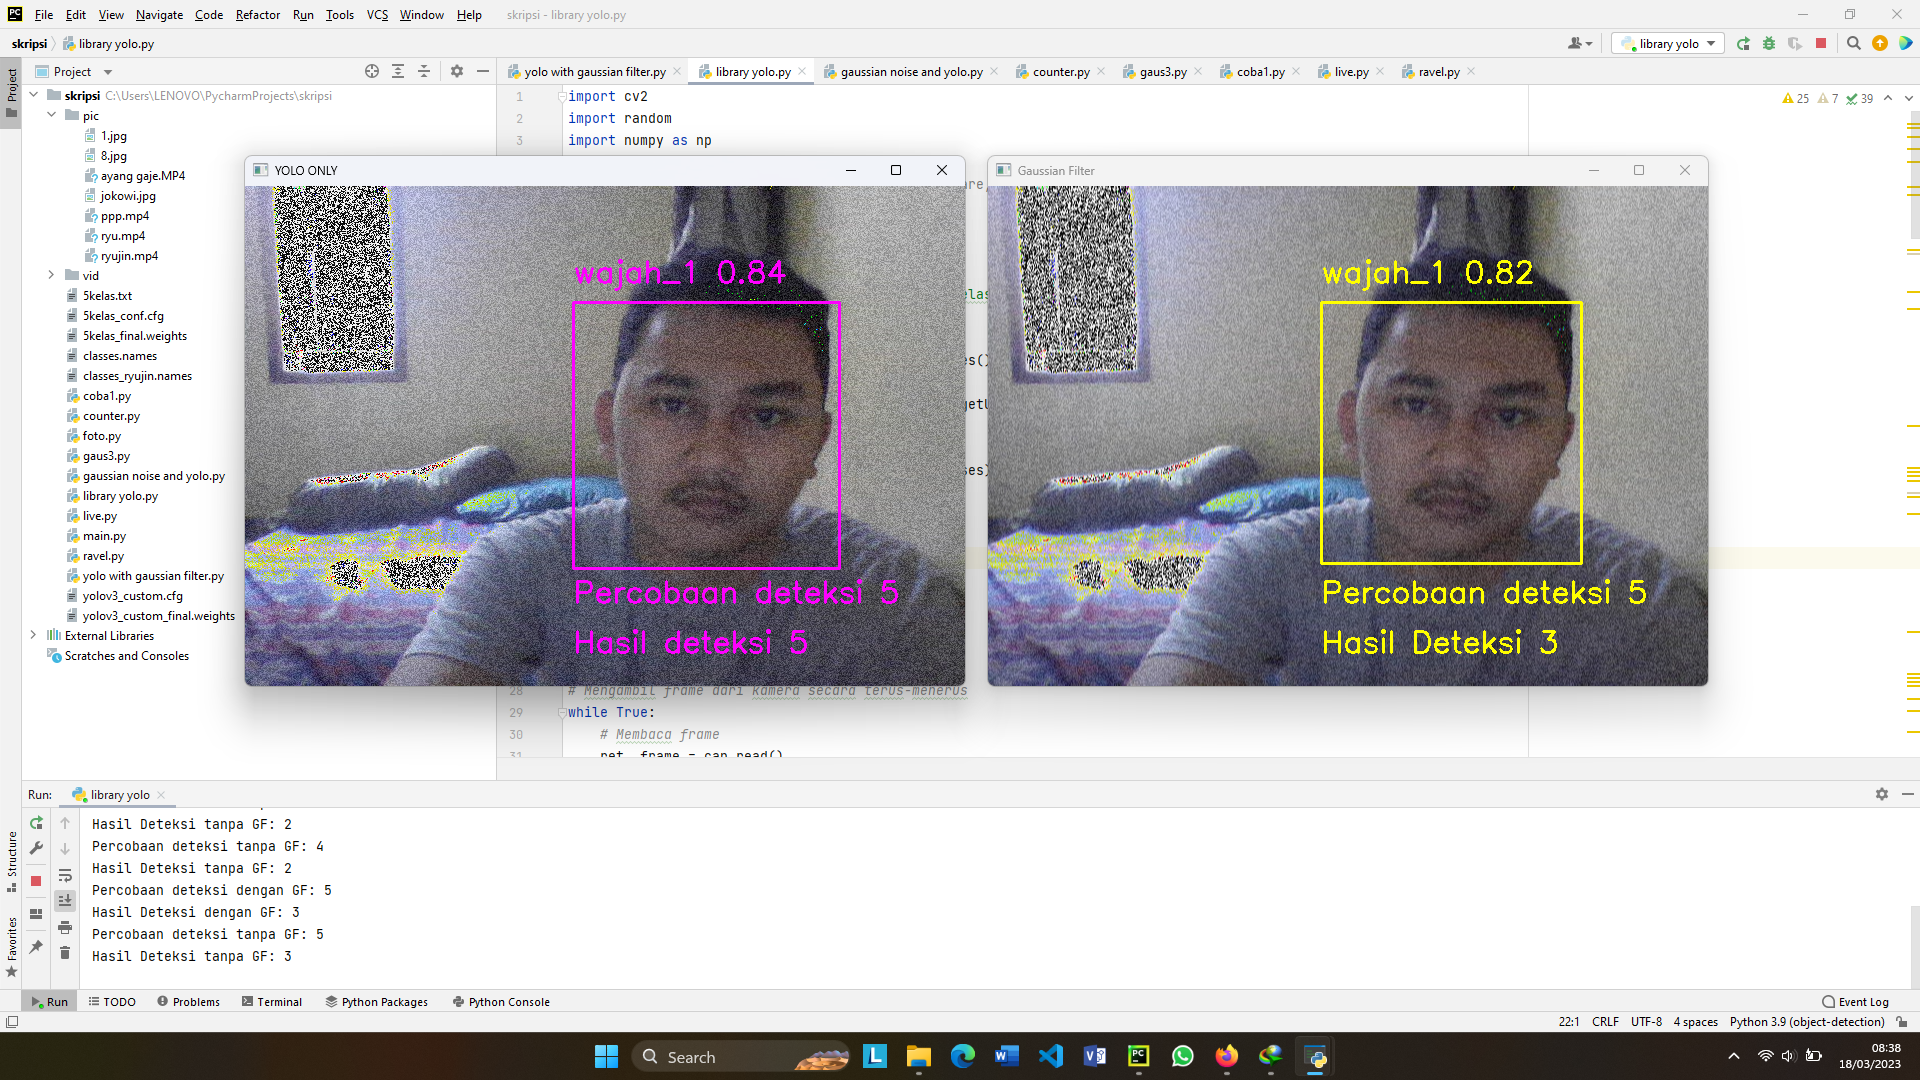 File Edit View Navigate Code Refactor Run Tools VCS Window Help skripsi - library yolo.py
skripsi library yolo.py
library yolo
Project
yolo with gaussian filter.py library yolo.py gaussian noise and yolo.py counter.py gaus3.py coba1.py live.py ravel.py
Project
skripsi C:\Users\LENOVO\PycharmProjects\skripsi
pic
1.jpg
8.jpg
ayang gaje.MP4
jokowi.jpg
ppp.mp4
ryu.mp4
ryujin.mp4
vid
5kelas.txt
5kelas_conf.cfg
5kelas_final.weights
classes.names
classes_ryujin.names
coba1.py
counter.py
foto.py
gaus3.py
gaussian noise and yolo.py
library yolo.py
live.py
main.py
ravel.py
yolo with gaussian filter.py
yolov3_custom.cfg
yolov3_custom_final.weights
External Libraries
Scratches and Consoles
1 import cv2
2 import random
3 import numpy as np
25 7 39
YOLO ONLY
wajah_1 0.84
Percobaan deteksi 5
Hasil deteksi 5
Gaussian Filter
wajah_1 0.82
Percobaan deteksi 5
Hasil Deteksi 3
28 # Mengambil frame dari kamera secara terus-menerus
29 while True:
30 # Membaca frame
31 ret, frame = cap.read()
Run: library yolo
Hasil Deteksi tanpa GF: 2
Percobaan deteksi tanpa GF: 4
Hasil Deteksi tanpa GF: 2
Percobaan deteksi dengan GF: 5
Hasil Deteksi dengan GF: 3
Percobaan deteksi tanpa GF: 5
Hasil Deteksi tanpa GF: 3
Structure
Favorites
Run TODO Problems Terminal Python Packages Python Console Event Log
22:1 CRLF UTF-8 4 spaces Python 3.9 (object-detection)
Search
08:38
18/03/2023